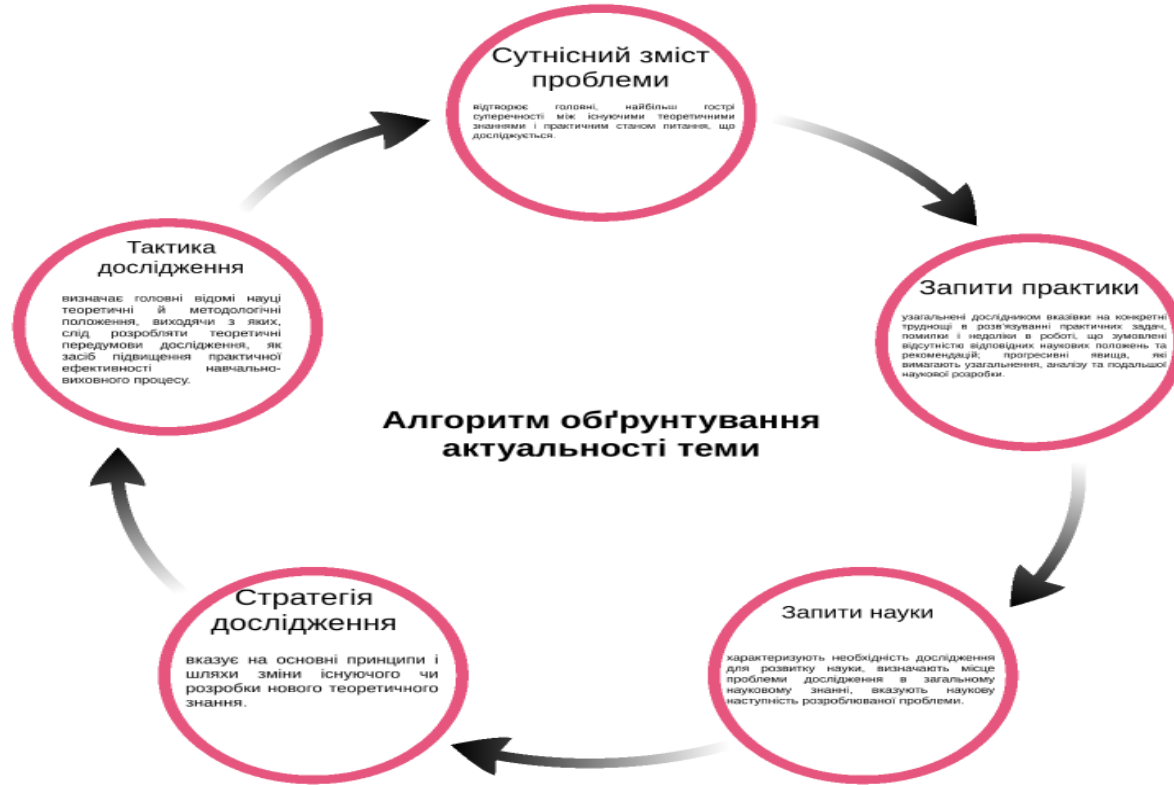 Сутнісний зміст
проблеми
відтворює головні, найбільш гострі
суперечності між існуючими теоретичними
знаннями і практичним станом питання, що
досліджується.
Запити практики
узагальнені дослідником вказівки на конкретні
труднощі в розв'язуванні практичних задач,
помилки і недоліки в роботі, що зумовлені
відсутністю відповідних наукових положень та
рекомендацій; прогресивні явища, які
вимагають узагальнення, аналізу та подальшої
наукової розробки.
Запити науки
характеризують необхідність дослідження
для розвитку науки, визначають місце
проблеми дослідження в загальному
науковому знанні, вказують наукову
наступність розроблюваної проблеми.
Стратегія
дослідження
вказує на основні принципи і
шляхи зміни існуючого чи
розробки нового теоретичного
знання.
Тактика
дослідження
визначає головні відомі науці
теоретичні й методологічні
положення, виходячи з яких,
слід розробляти теоретичні
передумови дослідження, як
засіб підвищення практичної
ефективності навчально-
виховного процесу.
Алгоритм обґрунтування
актуальності теми